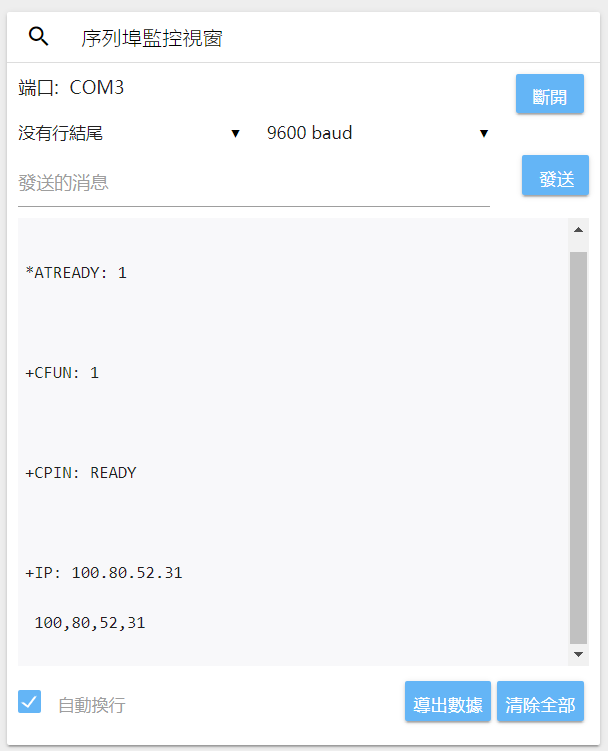 序列埠監控視窗
端口: COM3
斷開
没有行結尾
9600 baud
發送的消息
發送
*ATREADY: 1
+CFUN: 1
+CPIN: READY
+IP: 100.80.52.31
100,80,52,31
自動換行
導出數據
清除全部